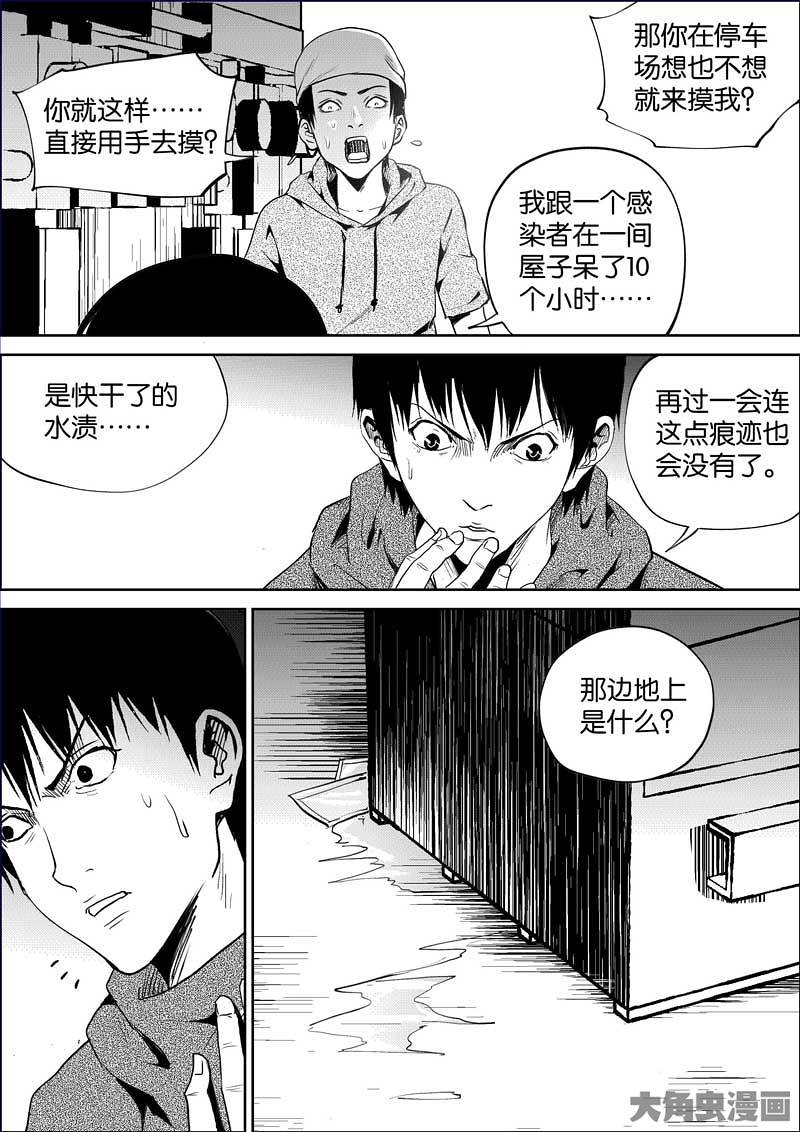 那你在停车
场想也不想
就来摸我?
你就这样……
直接用手去摸?
我跟一个感
染者在一间
屋子呆了10
个小时……
是快干了的
水渍……
再过一会连
这点痕迹也
会没有了。
那边地上
是什么?
大角虫漫画